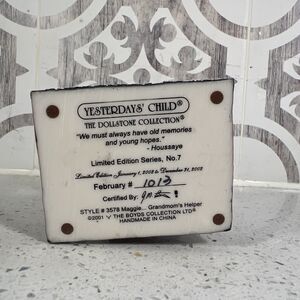 YESTERDAYS' CHILD®
THE DOLLSTONE COLLECTION®
"We must always have old memories
and young hopes."
- Houssaye
Limited Edition Series, No.7
Limited Edition January 1, 2002 to December 31, 2002
February # 1013
Certified By:
STYLE # 3578 Maggie... Grandmom's Helper
©2001 THE BOYDS COLLECTION LTD®
HANDMADE IN CHINA